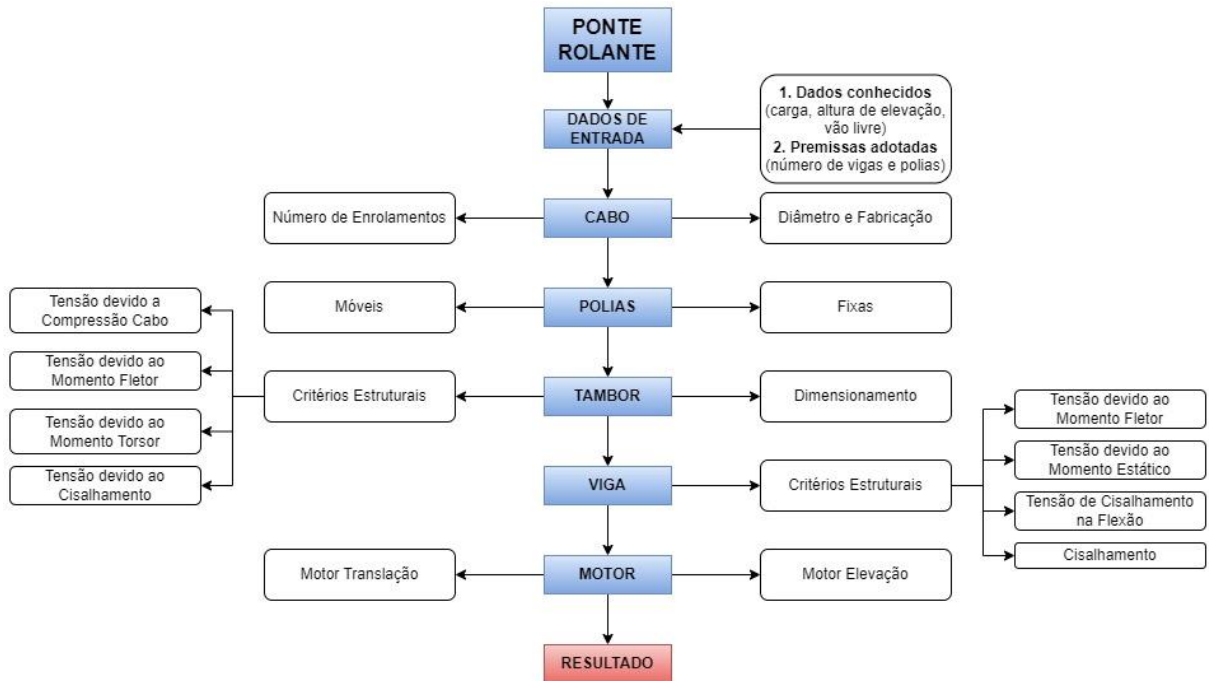 PONTE
ROLANTE
1. Dados conhecidos
(carga, altura de elevação,
vão livre)
2. Premissas adotadas
(número de vigas e polias)
DADOS DE
ENTRADA
Número de Enrolamentos
CABO
Diâmetro e Fabricação
Móveis
POLIAS
Fixas
Tensão devido a
Compressão Cabo
Tensão devido ao
Momento Fletor
Tensão devido ao
Momento Torsor
Tensão devido ao
Cisalhamento
Critérios Estruturais
TAMBOR
Dimensionamento
VIGA
Critérios Estruturais
Tensão devido ao
Momento Fletor
Tensão devido ao
Momento Estático
Tensão de Cisalhamento
na Flexão
Cisalhamento
Motor Translação
MOTOR
Motor Elevação
RESULTADO